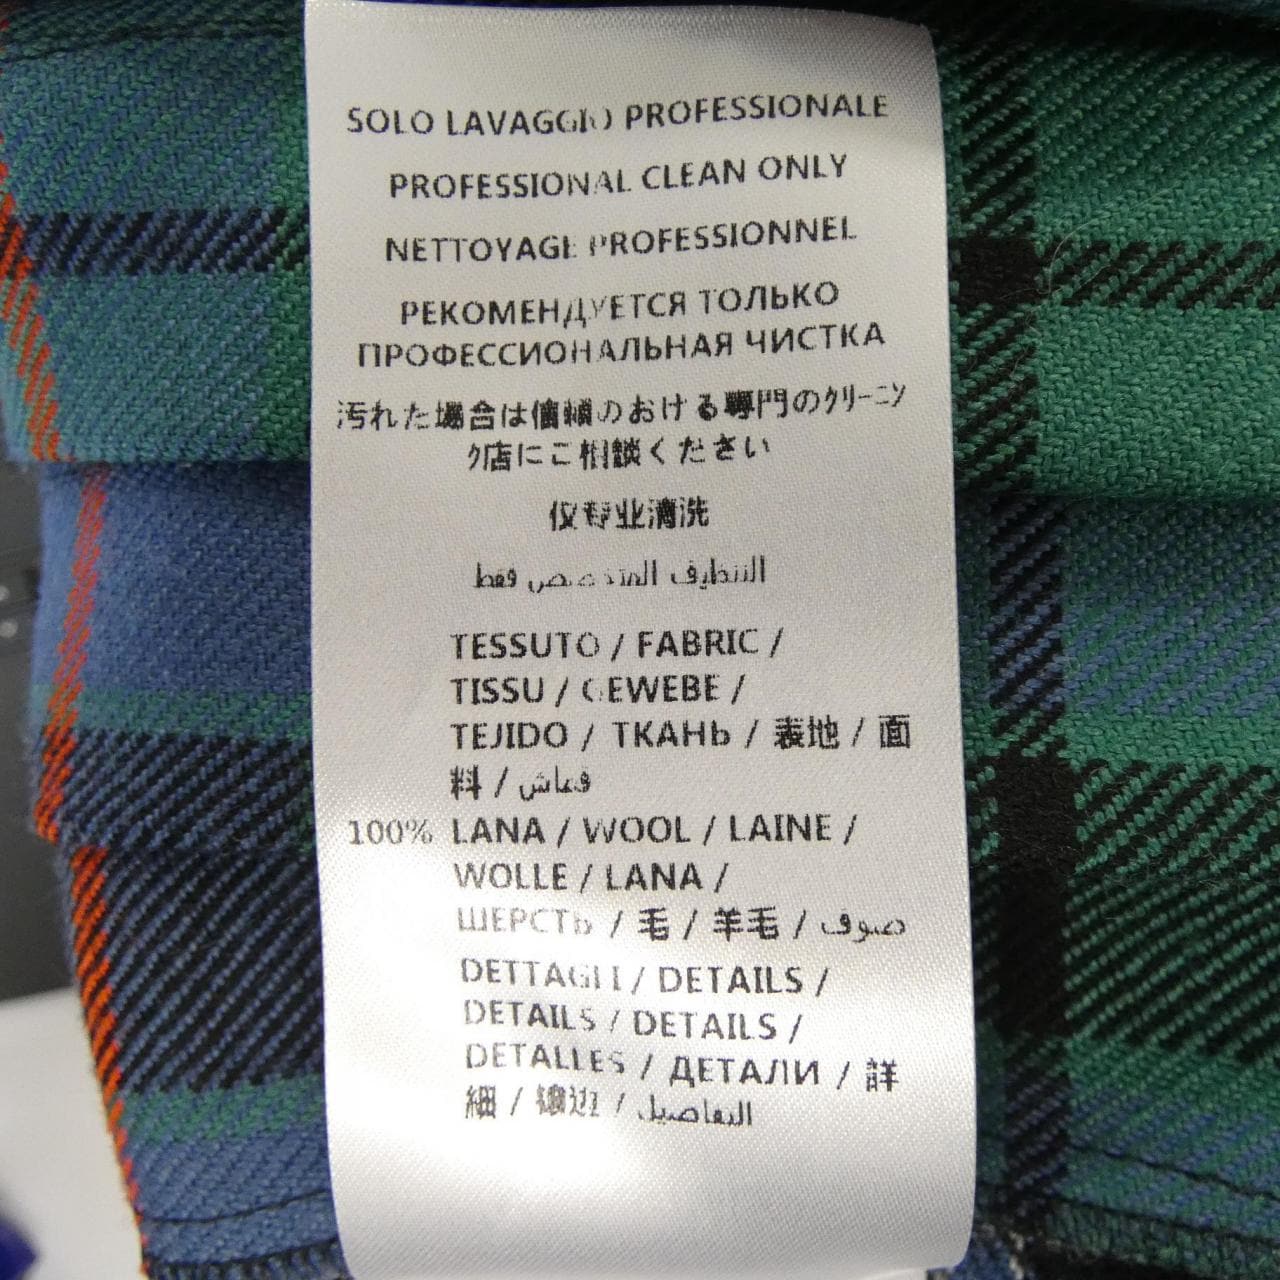 SOLO LAVAGGIO PROFESSIONALE
PROFESSIONAL CLEAN ONLY
NETTOYAGE PROFESSIONNEL
РЕКОМЕНДУЕТСЯ ТОЛЬКО
ПРОФЕССИОНАЛЬНАЯ ЧИСТКА
汚れた場合は信頼のおける専門のクリーニン
ク店にご相談ください
仅专业清洗
التنظيف المتخصص فقط
TESSUTO / FABRIC /
TISSU / GEWEBE /
TEJIDO / ТКАНЬ / 表地 / 面
料 / قماش
100% LANA / WOOL / LAINE /
WOLLE / LANA /
ШЕРСТЬ / 毛 / 羊毛 / صوف
DETTAGLI / DETAILS /
DETAILS / DETAILS /
DETALLES / ДЕТАЛИ / 詳
細 / 镶边 / التفاصيل